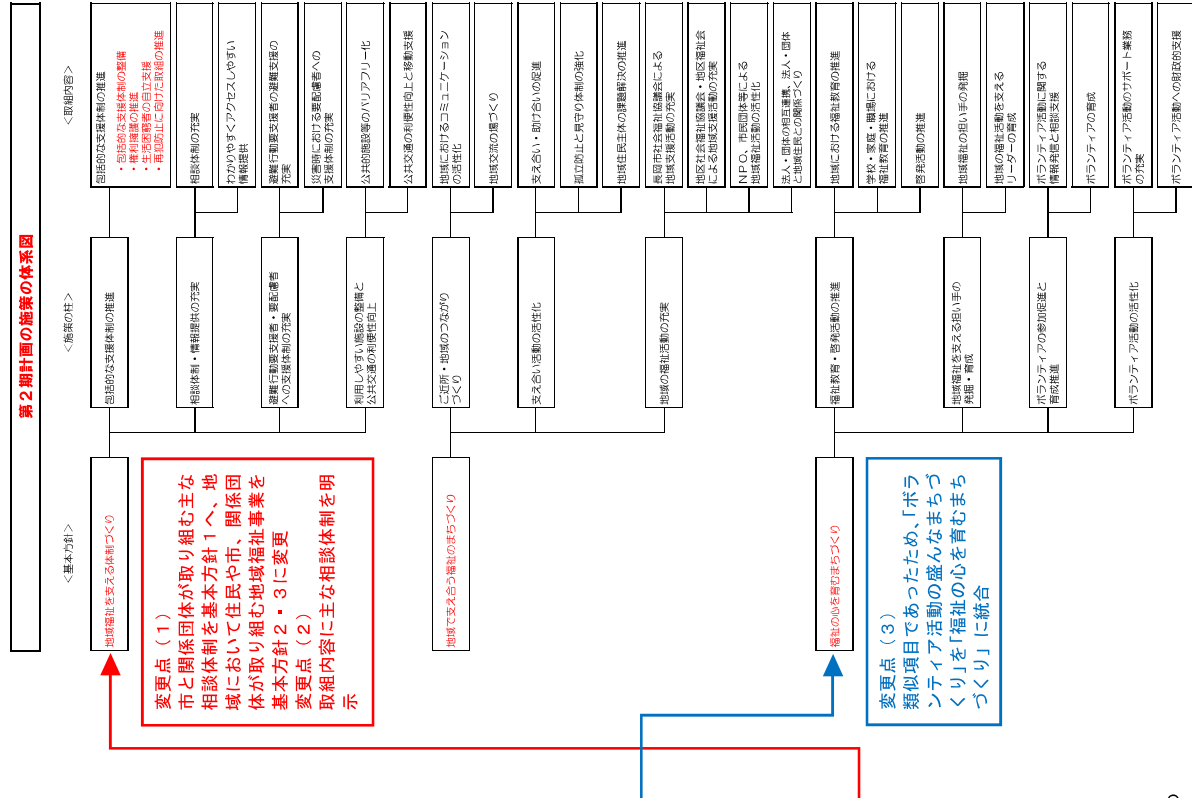 第２期計画の施策の体系図
＜基本方針＞
＜施策の柱＞
＜取組内容＞
地域福祉を支える体制づくり
包括的な支援体制の推進
包括的な支援体制の推進
・包括的な支援体制の整備
・権利擁護の推進
・生活困窮者の自立支援
・再犯防止に向けた取組の推進
相談体制・情報提供の充実
相談体制の充実
わかりやすくアクセスしやすい
情報提供
避難行動要支援者・要配慮者
への支援体制の充実
避難行動要支援者の避難支援の
充実
災害時における要配慮者への
支援体制の充実
利用しやすい施設の整備と
公共交通の利便性向上
公共的施設等のバリアフリー化
公共交通の利便性向上と移動支援
変更点（１）
市と関係団体が取り組む主な
相談体制を基本方針１へ、地
域において住民や市、関係団
体が取り組む地域福祉事業を
基本方針２・３に変更
変更点（２）
取組内容に主な相談体制を明
示
地域で支え合う福祉のまちづくり
ご近所・地域のつながり
づくり
地域におけるコミュニケーション
の活性化
地域交流の場づくり
支え合い活動の活性化
支え合い・助け合いの促進
孤立防止と見守り体制の強化
地域住民主体の課題解決の推進
地域の福祉活動の充実
長岡市社会福祉協議会による
地域支援活動の充実
地区社会福祉協議会・地区福祉会
による地域支援活動の充実
ＮＰＯ、市民団体等による
地域福祉活動の活性化
法人・団体の相互連携、法人・団体
と地域住民との関係づくり
福祉の心を育むまちづくり
福祉教育・啓発活動の推進
地域における福祉教育の推進
学校・家庭・職場における
福祉教育の推進
啓発活動の推進
地域福祉を支える担い手の
発掘・育成
地域福祉の担い手の発掘
地域の福祉活動を支える
リーダーの育成
ボランティアの参加促進と
育成推進
ボランティア活動に関する
情報発信と相談支援
ボランティアの育成
ボランティア活動の活性化
ボランティア活動のサポート業務
の充実
ボランティア活動への財政的支援
変更点（３）
類似項目であったため、「ボラ
ンティア活動の盛んなまちづ
くり」を「福祉の心を育むまち
づくり」に統合